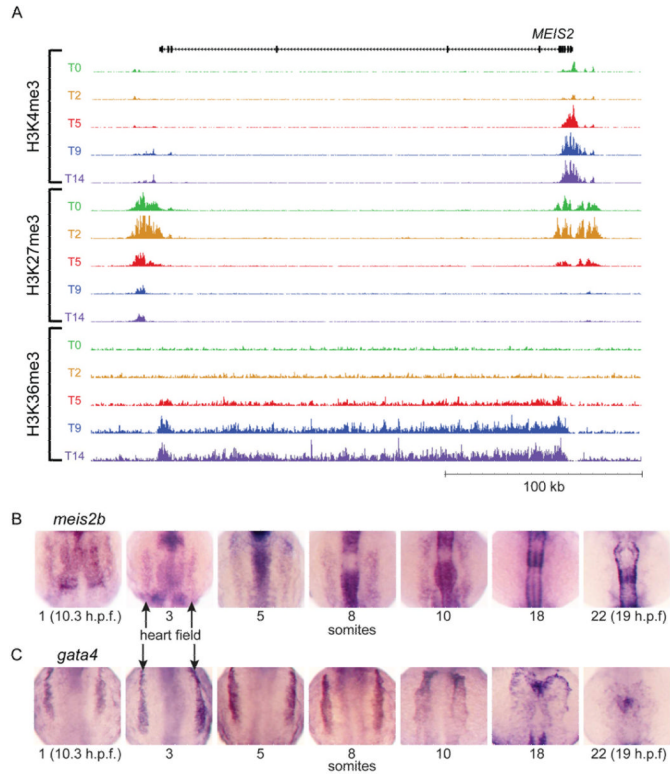 A
MEIS2
H3K4me3
T0
T2
T5
T9
T14
H3K27me3
T0
T2
T5
T9
T14
H3K36me3
T0
T2
T5
T9
T14
100 kb
B
meis2b
1 (10.3 h.p.f.) 3 5 8 10 18 22 (19 h.p.f)
heart field somites
C
gata4
1 (10.3 h.p.f.) 3 5 8 10 18 22 (19 h.p.f.)
somites